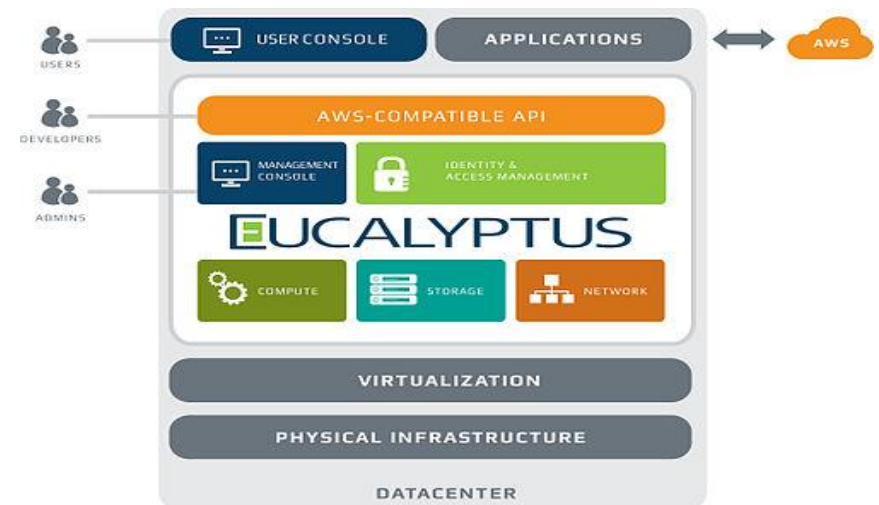 USER CONSOLE
APPLICATIONS
AWS
USERS
AWS-COMPATIBLE API
DEVELOPERS
MANAGEMENT
CONSOLE
IDENTITY &
ACCESS MANAGEMENT
ADMINS
EUCALYPTUS
COMPUTE
STORAGE
NETWORK
VIRTUALIZATION
PHYSICAL INFRASTRUCTURE
DATACENTER